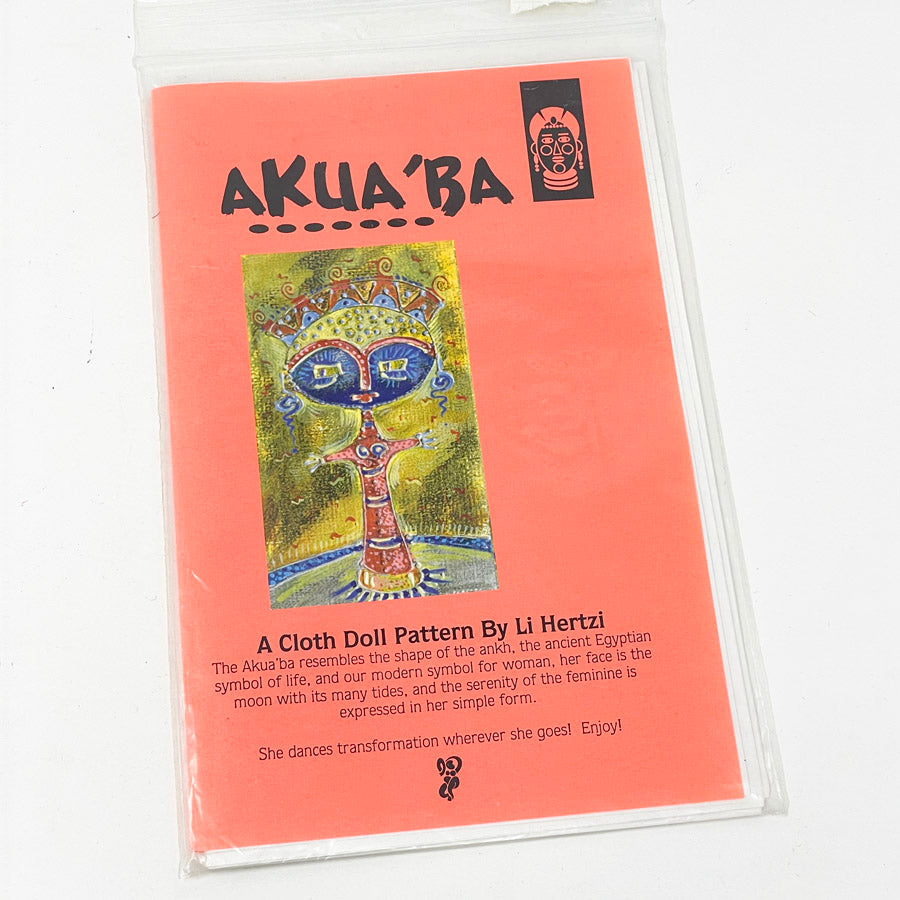 AKUA'BA
A Cloth Doll Pattern By Li Hertzi
The Akua'ba resembles the shape of the ankh, the ancient Egyptian
symbol of life, and our modern symbol for woman, her face is the
moon with its many tides, and the serenity of the feminine is
expressed in her simple form.
She dances transformation wherever she goes! Enjoy!